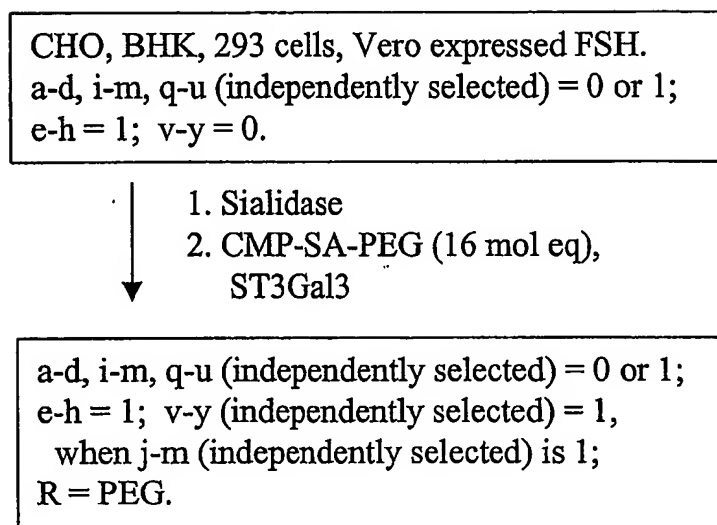 CHO, BHK, 293 cells, Vero expressed FSH.
a-d, i-m, q-u (independently selected) = 0 or 1;
e-h = 1; v-y = 0.
1. Sialidase
2. CMP-SA-PEG (16 mol eq),
ST3Gal3
a-d, i-m, q-u (independently selected) = 0 or 1;
e-h = 1; v-y (independently selected) = 1,
when j-m (independently selected) is 1;
R = PEG.